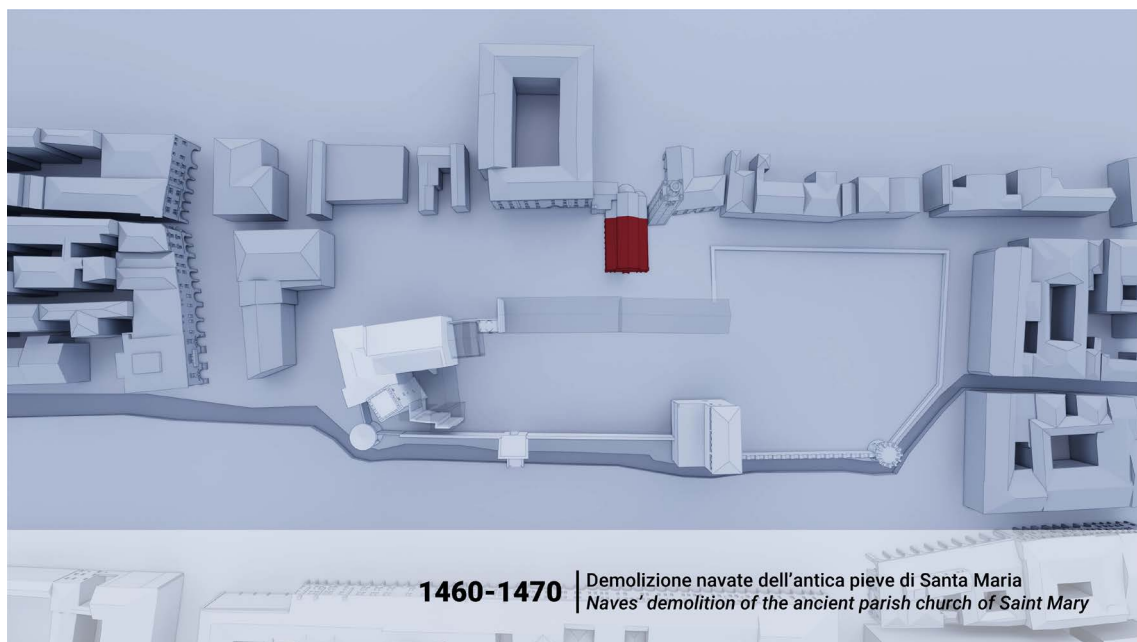 1460-1470
Demolizione navate dell'antica pieve di Santa Maria
Naves' demolition of the ancient parish church of Saint Mary